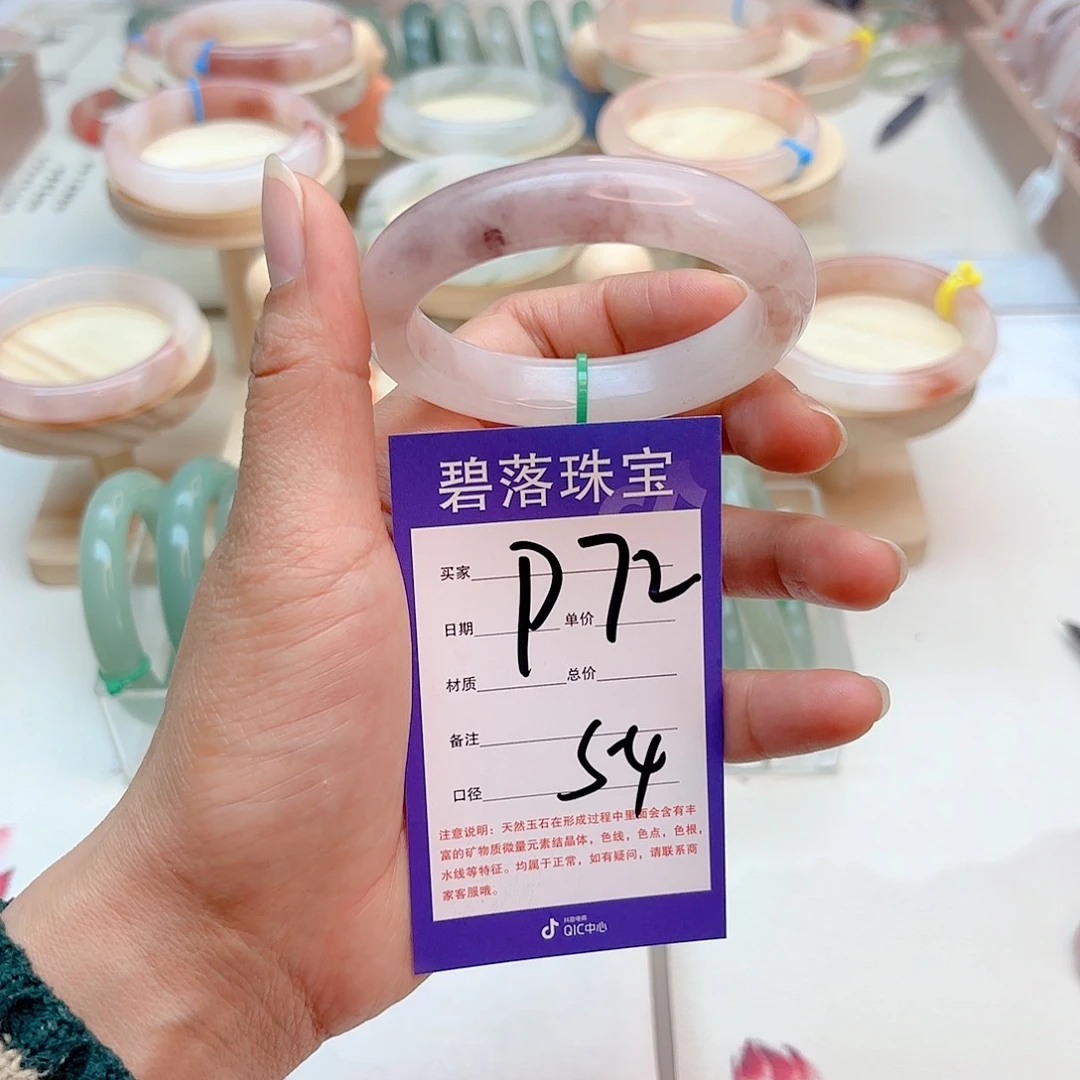 碧落珠宝
买家
P72
日期 单价
材质 总价
备注
54
口径
注意说明：天然玉石在形成过程中里面会含有丰
富的矿物质微量元素结晶体，色线，色点，色根，
水线等特征。均属于正常，如有疑问，请联系商
家客服哦。
抖音电商
QIC中心